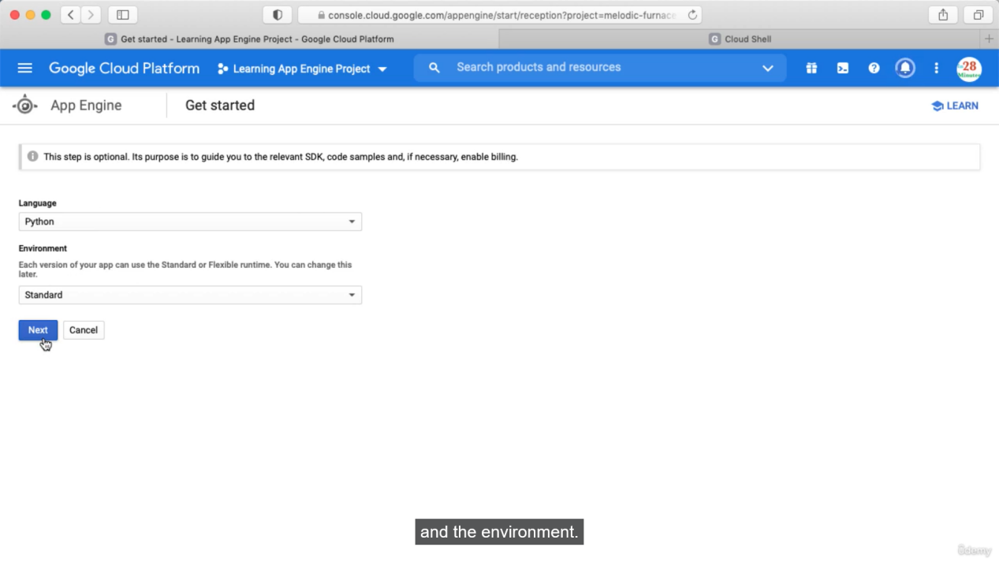 console.cloud.google.com/appengine/start/reception?project=melodic-furnace
G Get started - Learning App Engine Project - Google Cloud Platform
G Cloud Shell
Google Cloud Platform
Learning App Engine Project
Search products and resources
28
Minutes
App Engine
Get started
LEARN
This step is optional. Its purpose is to guide you to the relevant SDK, code samples and, if necessary, enable billing.
Language
Python
Environment
Each version of your app can use the Standard or Flexible runtime. You can change this
later.
Standard
Next
Cancel
and the environment.
ûdemy